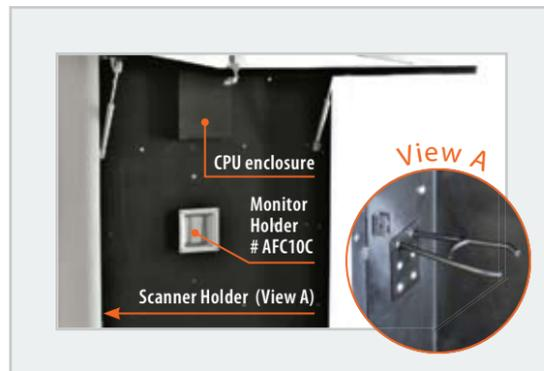 CPU enclosure
View A
Monitor
Holder
# AFC10C
Scanner Holder (View A)